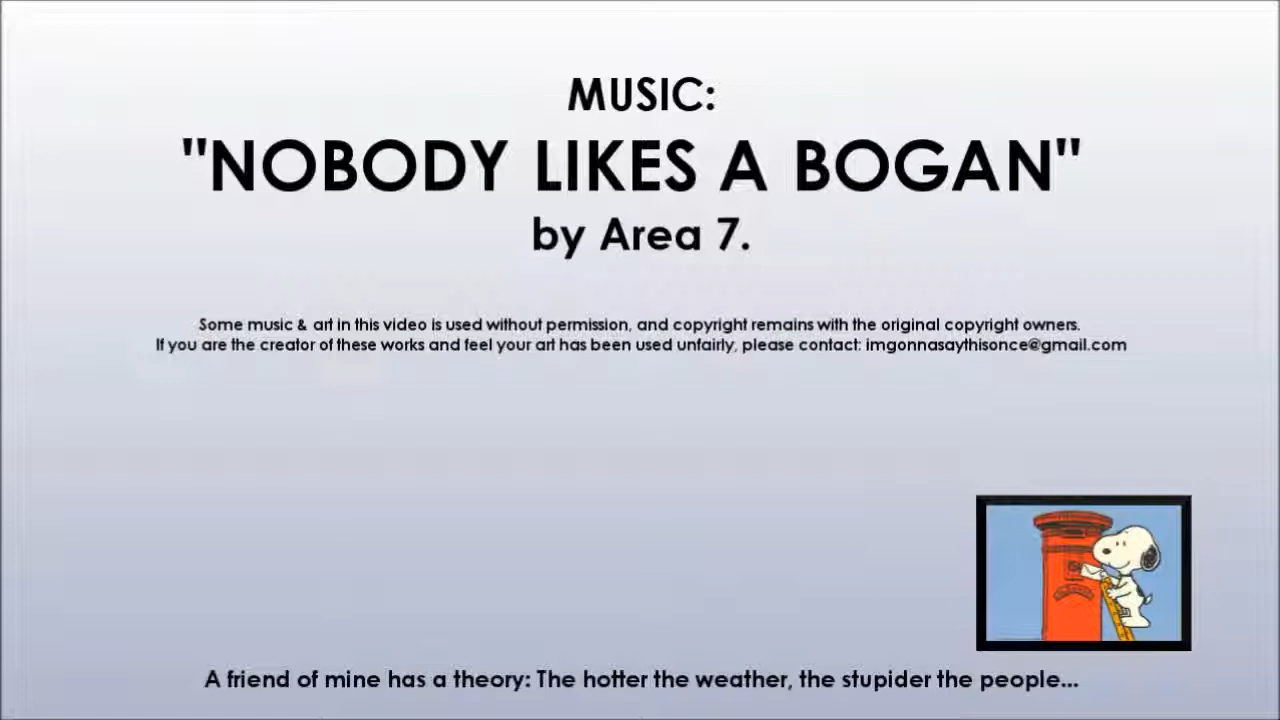 MUSIC:
"NOBODY LIKES A BOGAN"
by Area 7.
Some music & art in this video is used without permission, and copyright remains with the original copyright owners.
If you are the creator of these works and feel your art has been used unfairly, please contact: imgonnasaythisonce@gmail.com
A friend of mine has a theory: The hotter the weather, the stupider the people...